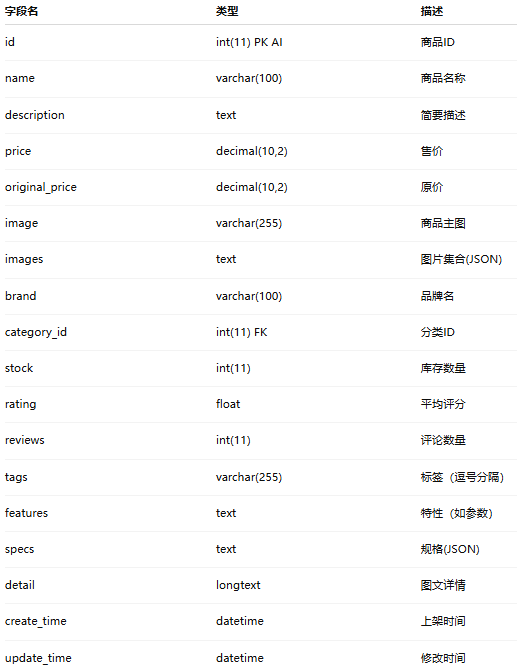 字段名 类型 描述
id int(11) PK AI 商品ID
name varchar(100) 商品名称
description text 简要描述
price decimal(10,2) 售价
original_price decimal(10,2) 原价
image varchar(255) 商品主图
images text 图片集合(JSON)
brand varchar(100) 品牌名
category_id int(11) FK 分类ID
stock int(11) 库存数量
rating float 平均评分
reviews int(11) 评论数量
tags varchar(255) 标签（逗号分隔）
features text 特性（如参数）
specs text 规格(JSON)
detail longtext 图文详情
create_time datetime 上架时间
update_time datetime 修改时间